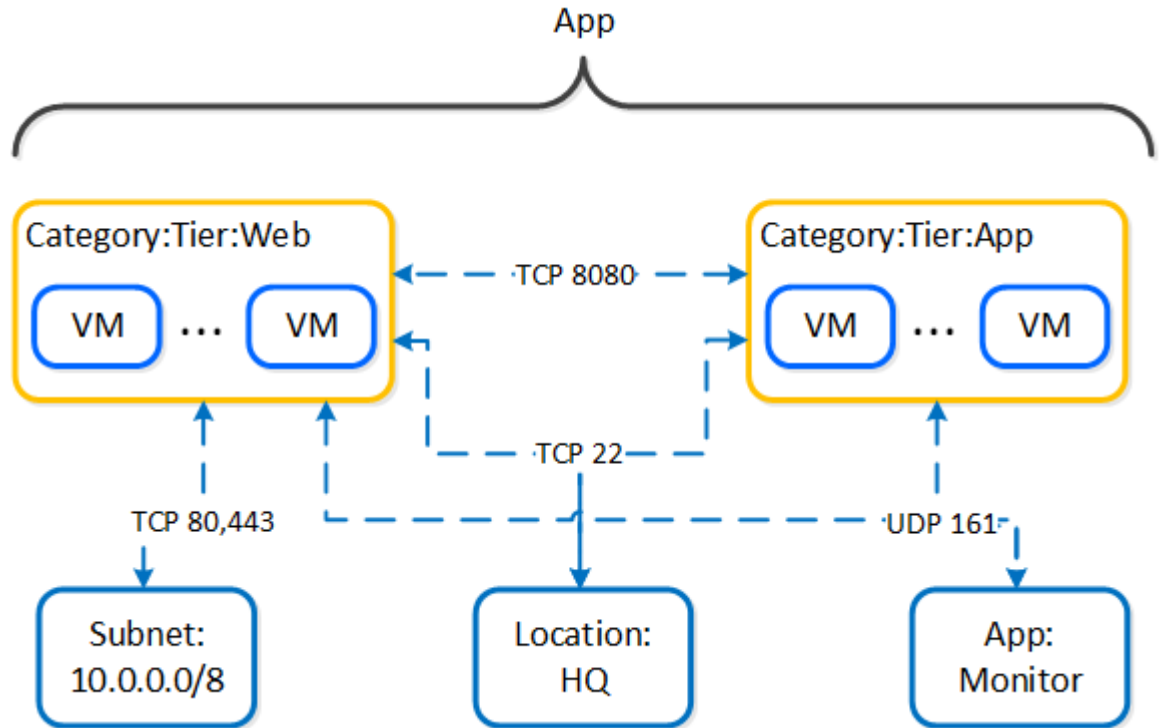 App
Category:Tier:Web
Category:Tier:App
TCP 8080
VM ... VM
VM ... VM
TCP 22
TCP 80,443
UDP 161
Subnet:
10.0.0.0/8
Location:
HQ
App:
Monitor